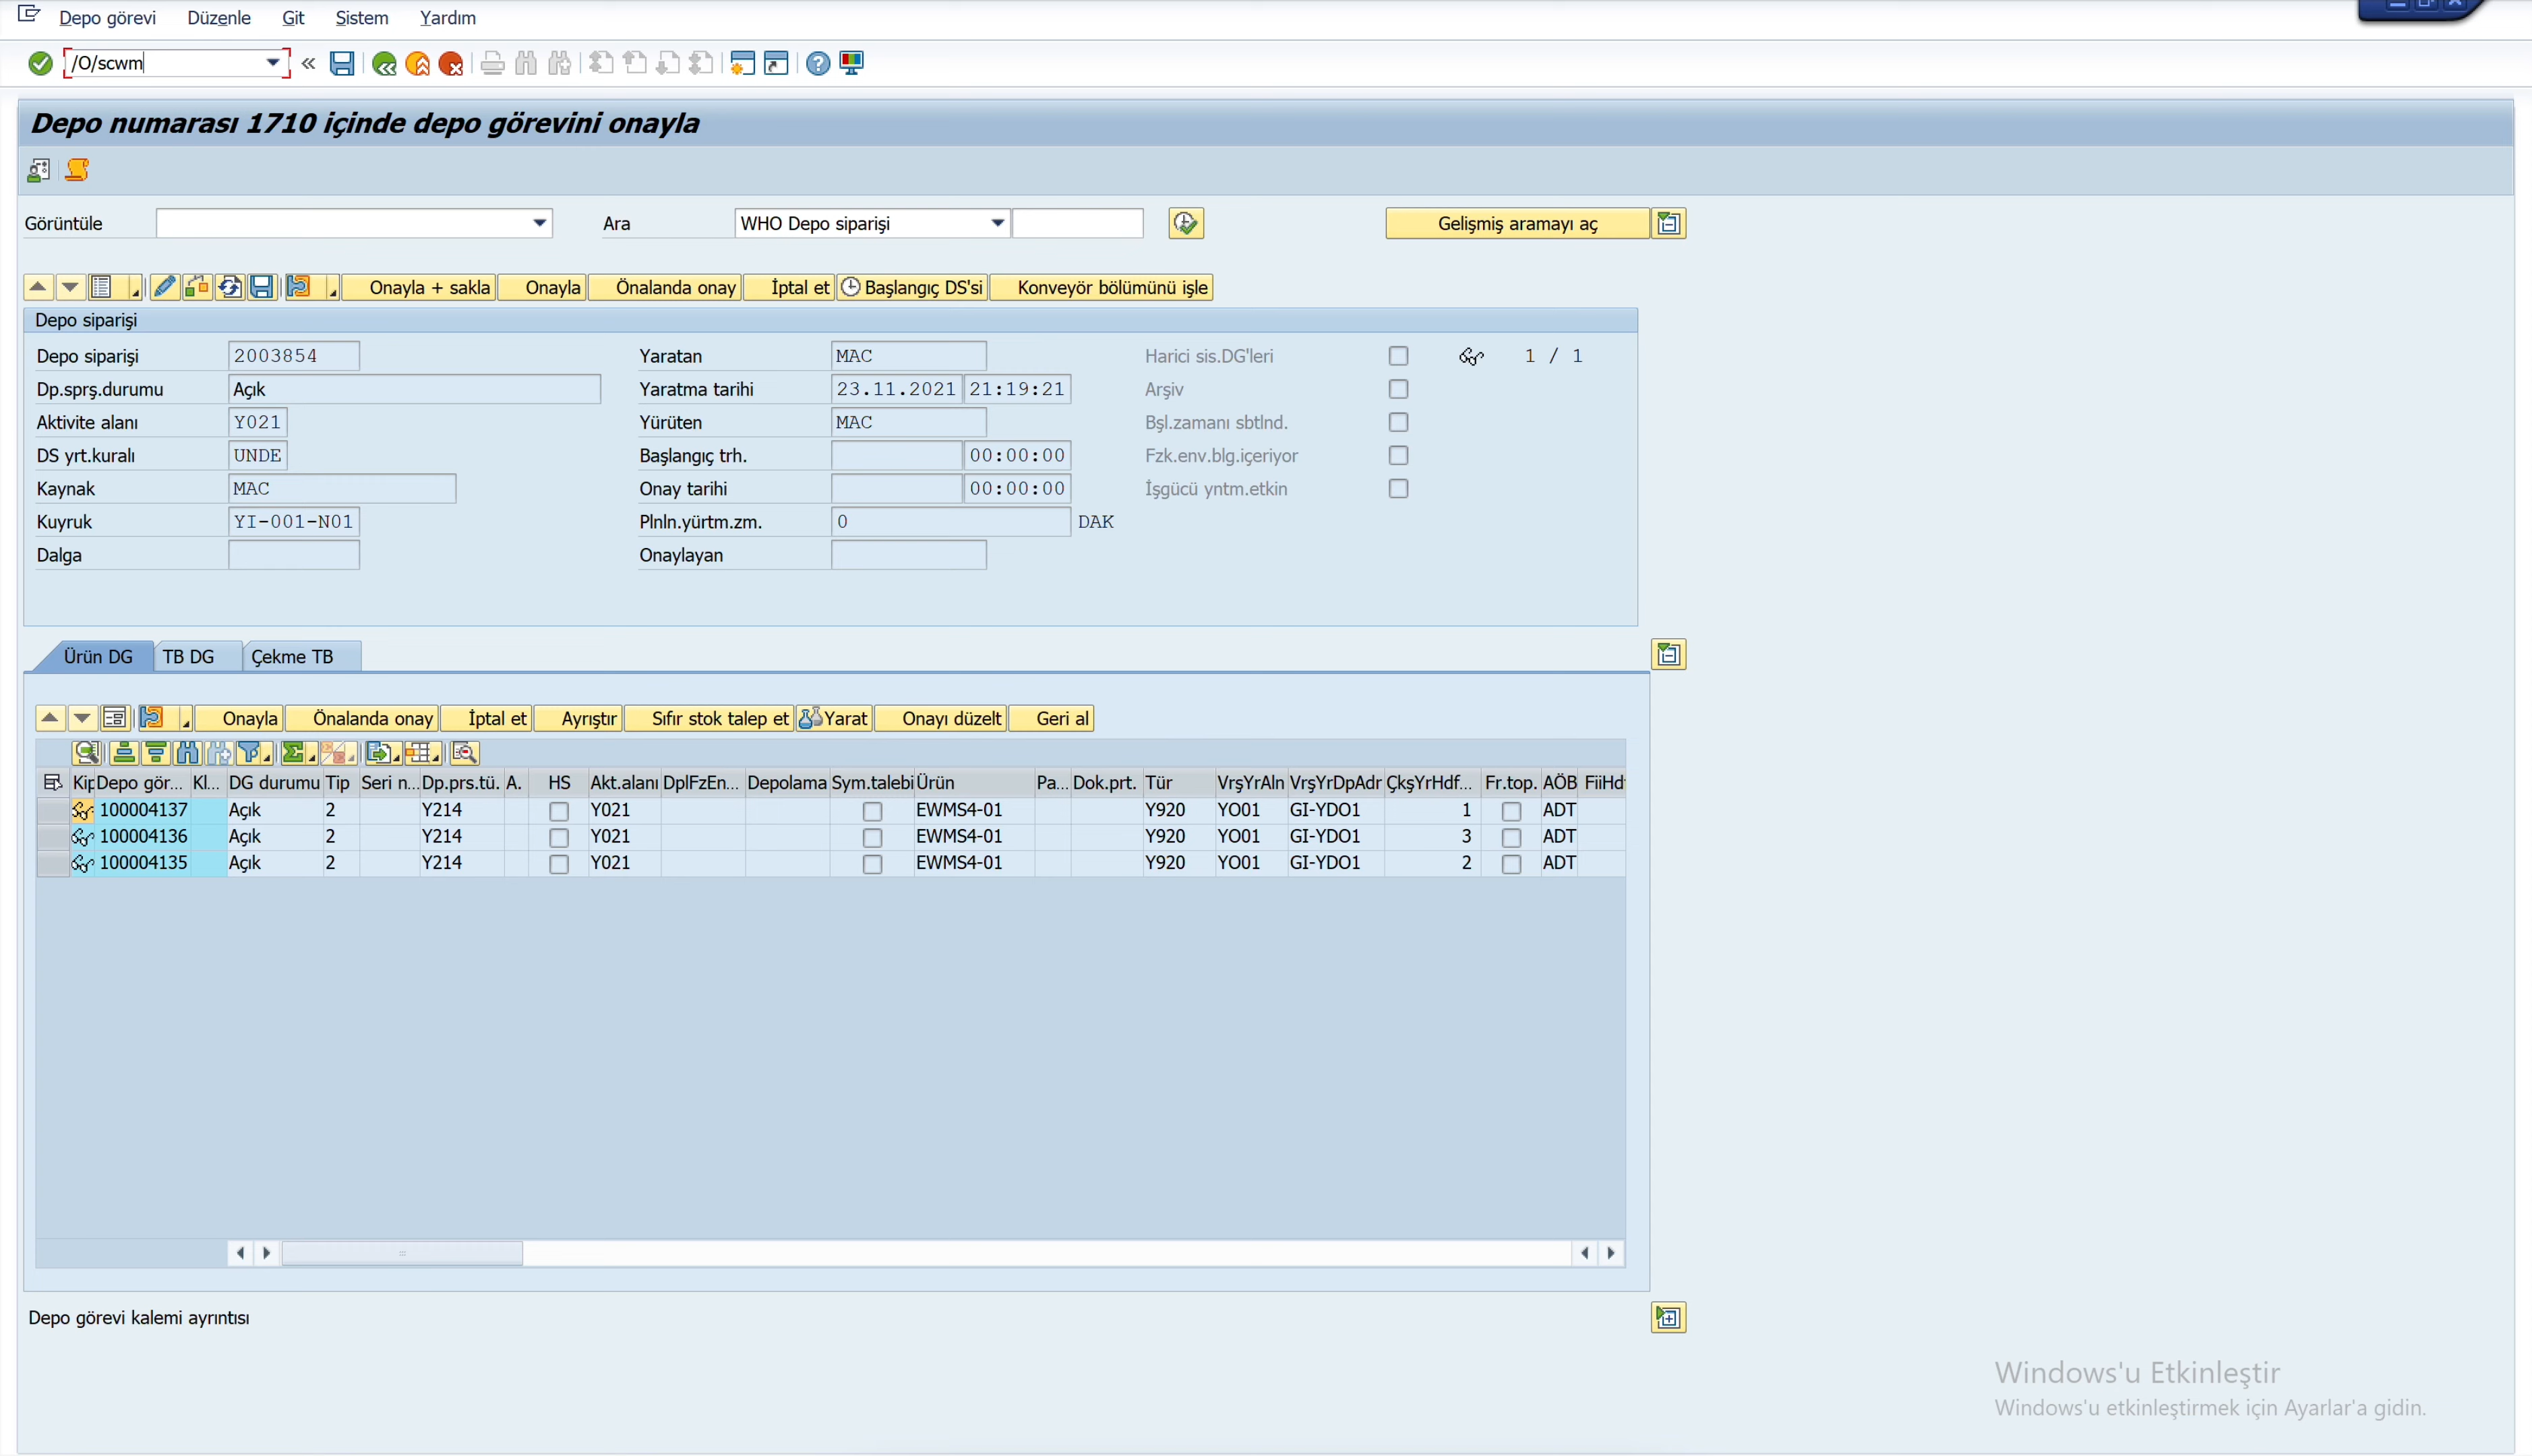 Depo görevi Düzenle Git Sistem Yardım
/O/scwm
Depo numarası 1710 içinde depo görevini onayla
Görüntüle Ara WHO Depo siparişi Gelişmiş aramayı aç
Onayla + sakla Onayla Önalanda onay İptal et Başlangıç DS'si Konveyör bölümünü işle
Depo siparişi
Depo siparişi 2003854 Yaratan MAC Harici sis.DG'leri 1 / 1
Dp.sprş.durumu Açık Yaratma tarihi 23.11.2021 21:19:21 Arşiv
Aktivite alanı Y021 Yürüten MAC Bşl.zamanı sbtlnd.
DS yrt.kuralı UNDE Başlangıç trh. 00:00:00 Fzk.env.blg.içeriyor
Kaynak MAC Onay tarihi 00:00:00 İşgücü yntm.etkin
Kuyruk YI-001-N01 Plnln.yürtm.zm. 0 DAK
Dalga Onaylayan
Ürün DG TB DG Çekme TB
Onayla Önalanda onay İptal et Ayrıştır Sıfır stok talep et Yarat Onayı düzelt Geri al
Kip Depo gör... Kl... DG durumu Tip Seri n... Dp.prs.tü. A. HS Akt.alanı DplFzEn... Depolama Sym.talebi Ürün Pa... Dok.prt. Tür VrşYrAln VrşYrDpAdr ÇkşYrHdf... Fr.top. AÖB FiiHd
100004137 Açık 2 Y214 Y021 EWMS4-01 Y920 YO01 GI-YDO1 1 ADT
100004136 Açık 2 Y214 Y021 EWMS4-01 Y920 YO01 GI-YDO1 3 ADT
100004135 Açık 2 Y214 Y021 EWMS4-01 Y920 YO01 GI-YDO1 2 ADT
Depo görevi kalemi ayrıntısı
Windows'u Etkinleştir
Windows'u etkinleştirmek için Ayarlar'a gidin.